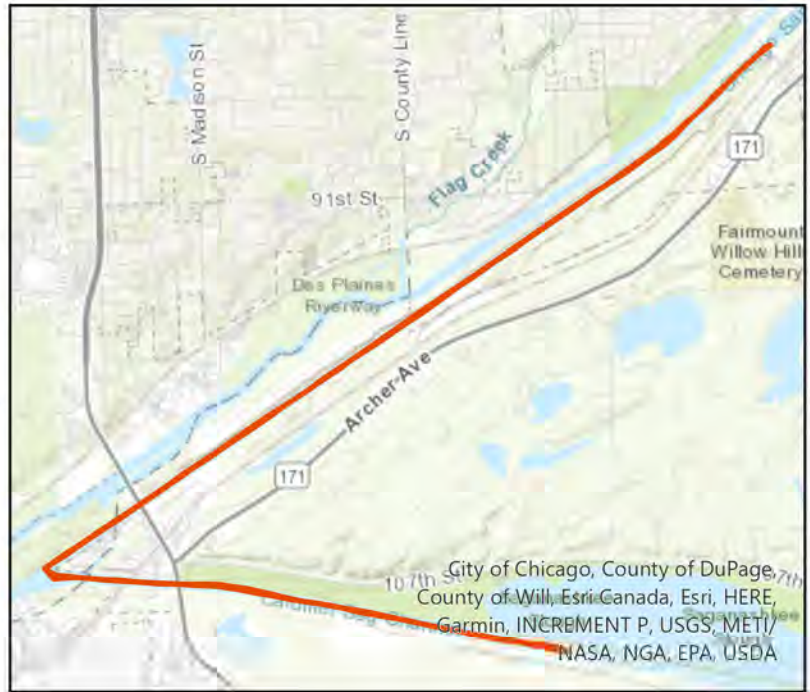 S Madison St
S County Line
171
Flag Creek
91st St
Fairmount
Willow Hill
Cemetery
Des Plaines
Riverway
Archer Ave
171
107th St
City of Chicago, County of DuPage,
County of Will, Esri Canada, Esri, HERE,
Garmin, INCREMENT P, USGS, METI/
NASA, NGA, EPA, USDA